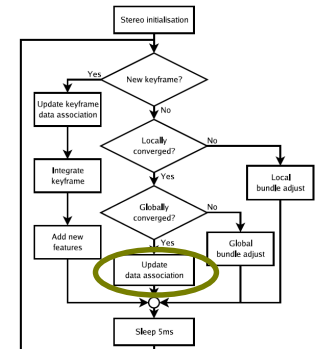 Stereo initialisation
New keyframe?
Yes
No
Update keyframe
data association
Locally
converged?
No
Yes
Integrate
keyframe
Local
bundle adjust
Globally
converged?
No
Yes
Add new
features
Global
bundle adjust
Update
data association
Sleep 5ms